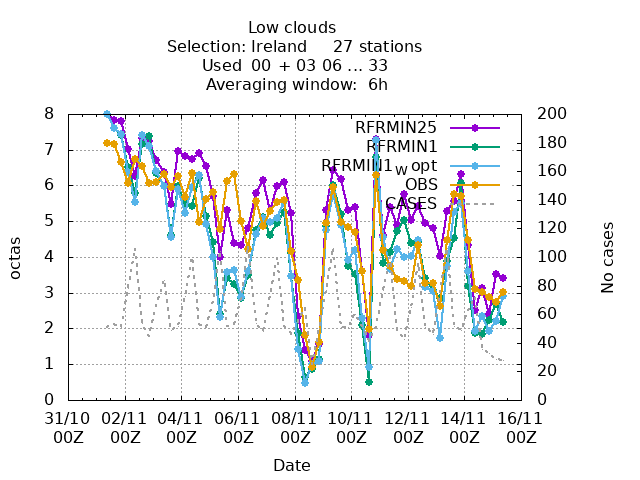 Low clouds
Selection: Ireland 27 stations
Used 00 + 03 06 ... 33
Averaging window: 6h
8 200
7 180
6 160
5 140
4 120
3 100
2 80
1 60
0 40
20
0
RFRMIN25
RFRMIN1
RFRMIN1w opt
OBS
CASES
octas
No cases
31/10 02/11 04/11 06/11 08/11 10/11 12/11 14/11 16/11
00Z 00Z 00Z 00Z 00Z 00Z 00Z 00Z 00Z
Date